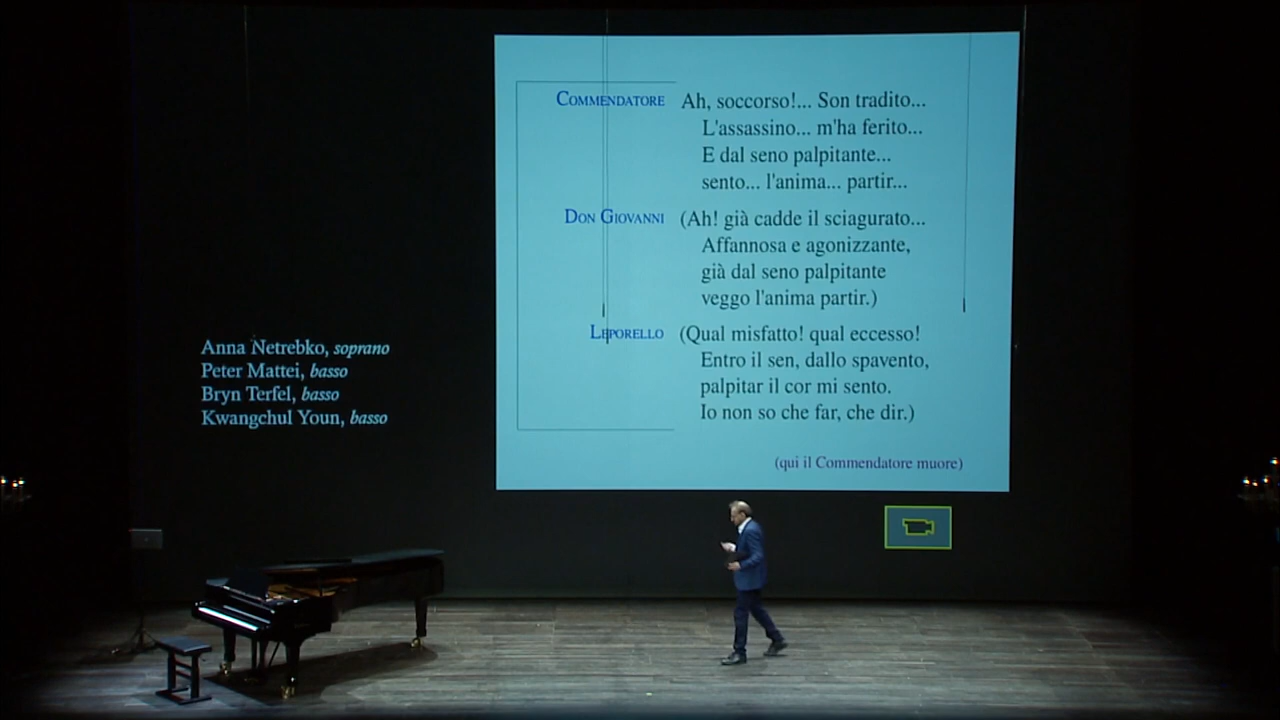 Commendatore Ah, soccorso!... Son tradito...
L'assassino... m'ha ferito...
E dal seno palpitante...
sento... l'anima... partir...
Don Giovanni (Ah! già cadde il sciagurato...
Affannosa e agonizzante,
già dal seno palpitante
veggo l'anima partir.)
Leporello (Qual misfatto! qual eccesso!
Entro il sen, dallo spavento,
palpitar il cor mi sento.
Io non so che far, che dir.)
(qui il Commendatore muore)
Anna Netrebko, soprano
Peter Mattei, basso
Bryn Terfel, basso
Kwangchul Youn, basso